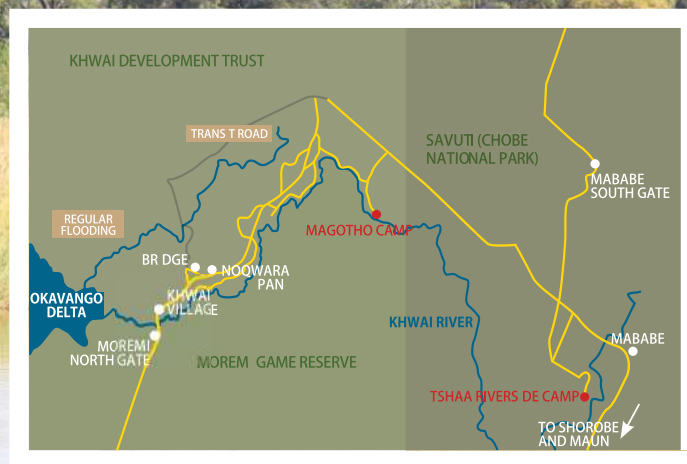 KHWAI DEVELOPMENT TRUST
TRANS T ROAD
SAVUTI (CHOBE
NATIONAL PARK)
MABABE
SOUTH GATE
REGULAR
FLOODING
MAGOTHO CAMP
BR DGE
NOQWARA
PAN
OKAVANGO
DELTA
KHWAI
VILLAGE
KHWAI RIVER
MOREMI
NORTH GATE
MOREM GAME RESERVE
MABABE
TSHAA RIVERS DE CAMP
TO SHOROBE
AND MAUN